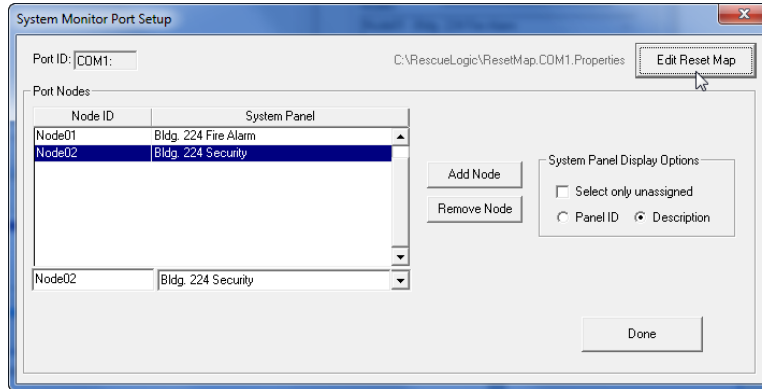 System Monitor Port Setup
Port ID: COM1:
C:\RescueLogic\ResetMap.COM1.Properties
Edit Reset Map
Port Nodes
Node ID System Panel
Node01 Bldg. 224 Fire Alarm
Node02 Bldg. 224 Security
Node02 Bldg. 224 Security
Add Node
Remove Node
System Panel Display Options
Select only unassigned
Panel ID Description
Done